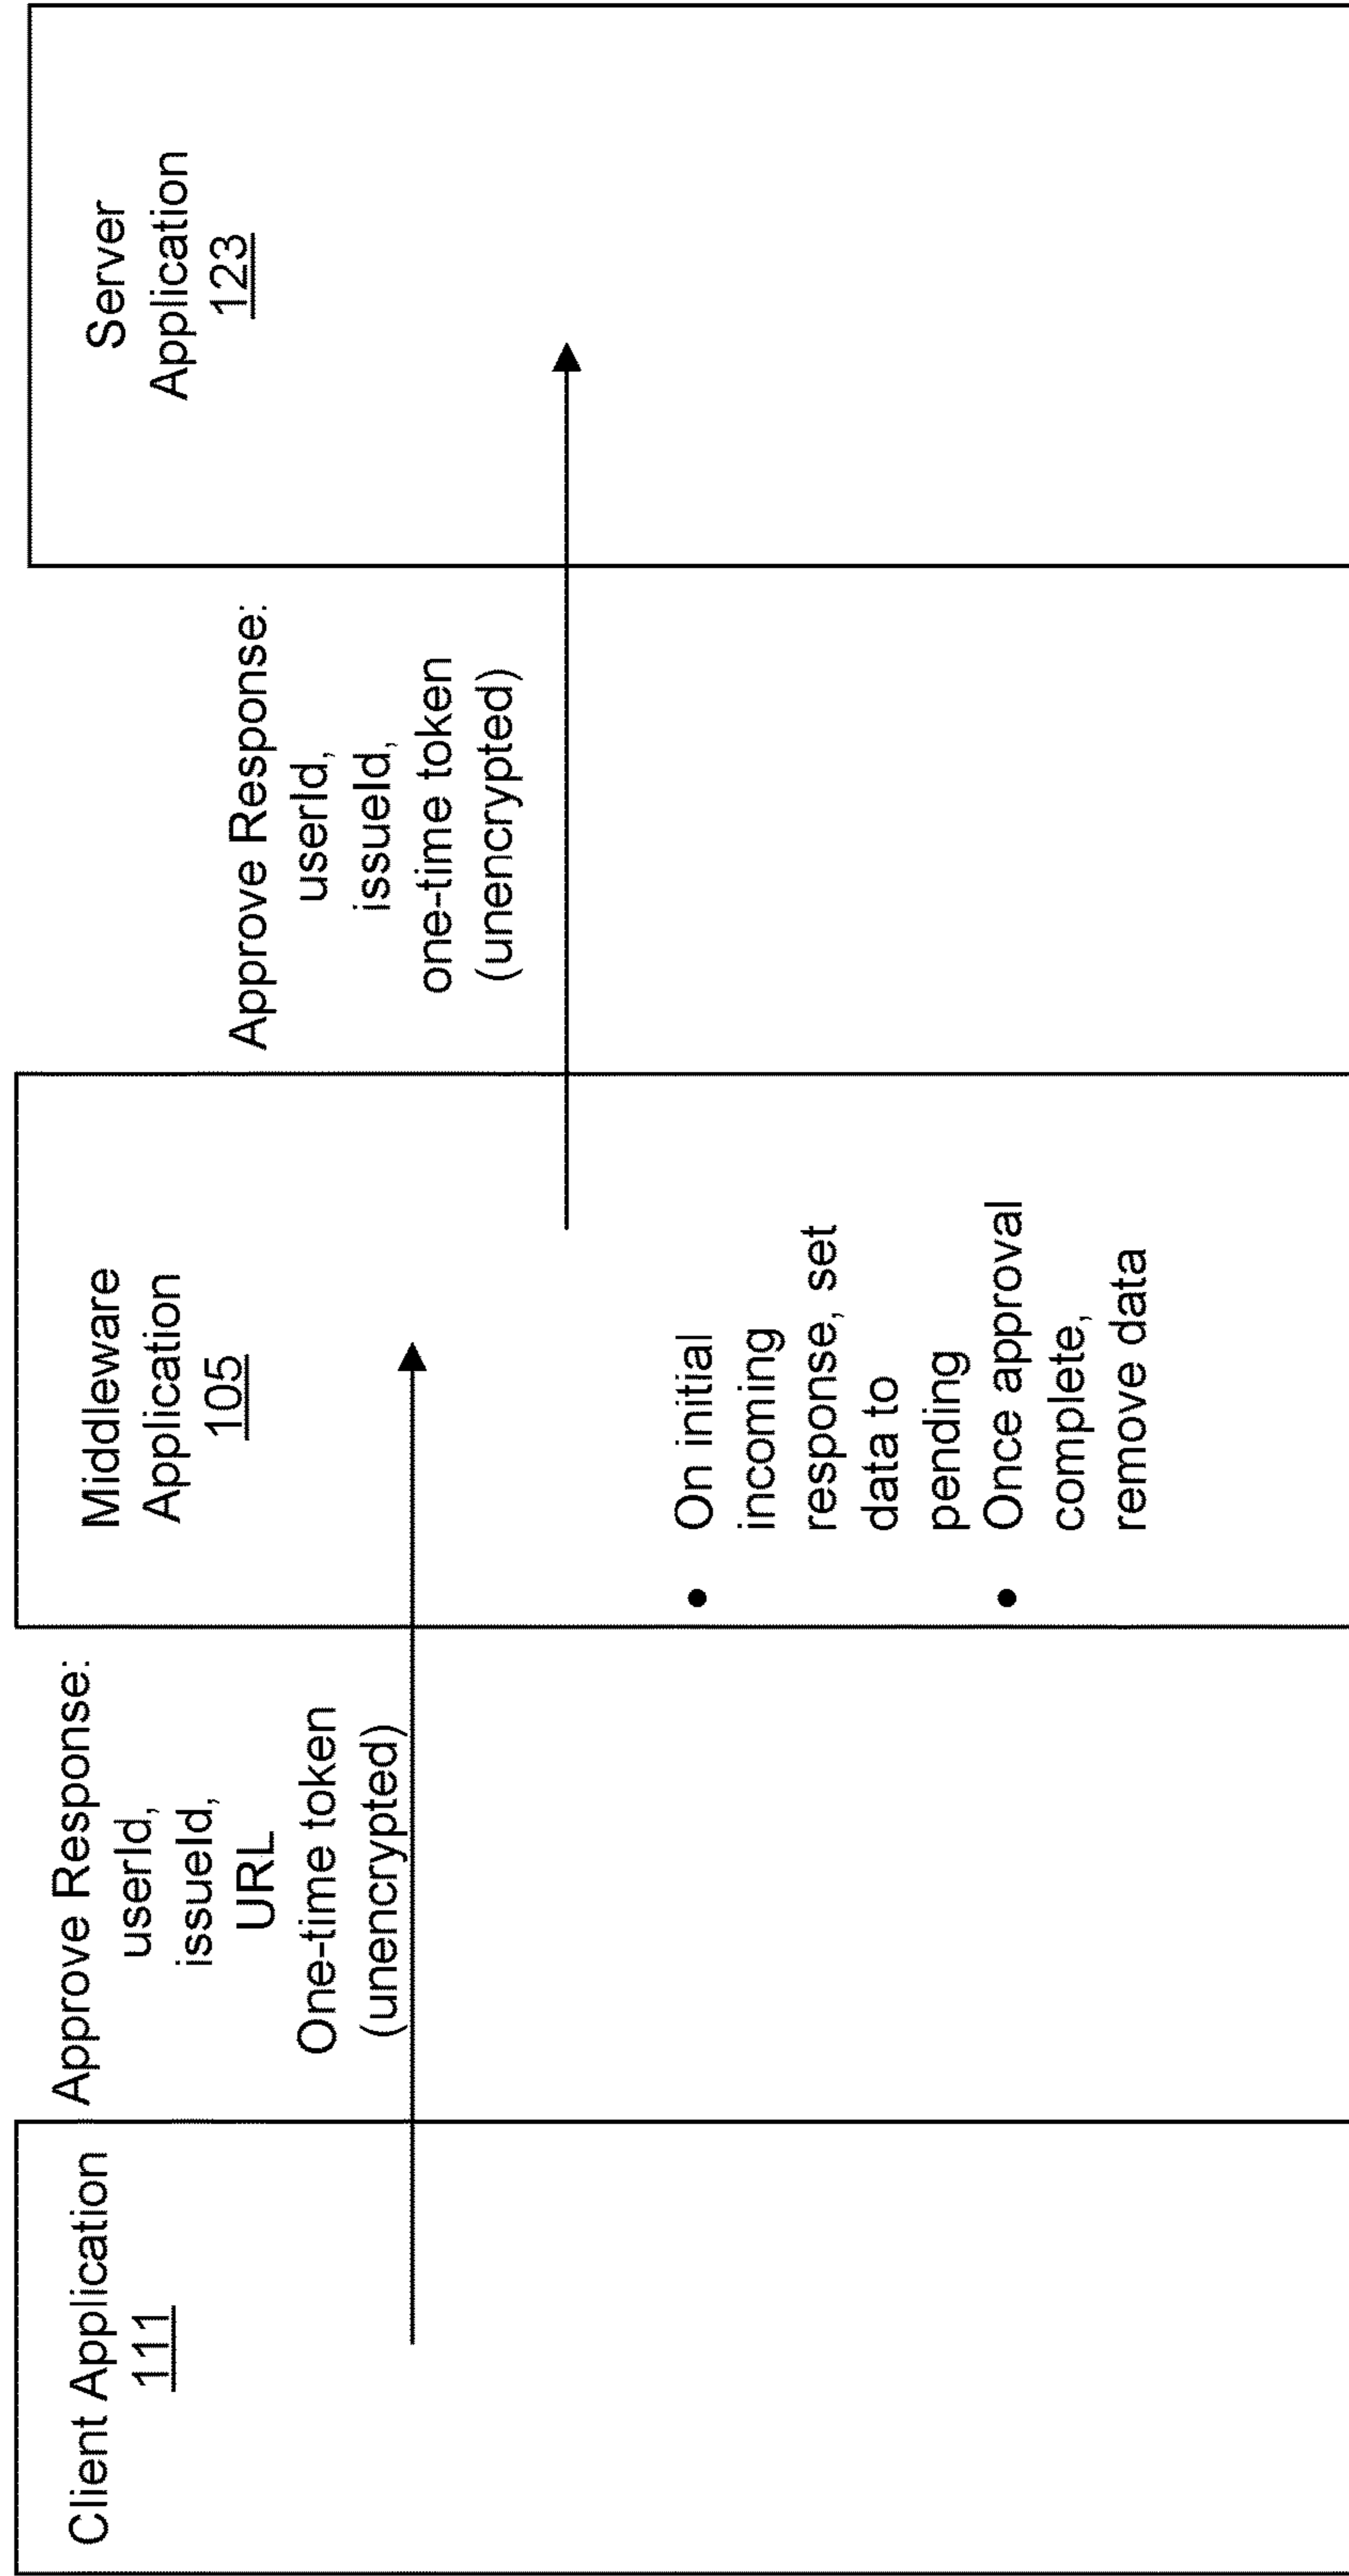 Client Application
111
Approve Response:
userId,
issueId,
URL
One-time token
(unencrypted)
Middleware
Application
105
• On initial
incoming
response, set
data to
pending
• Once approval
complete,
remove data
Approve Response:
userId,
issueId,
one-time token
(unencrypted)
Server
Application
123